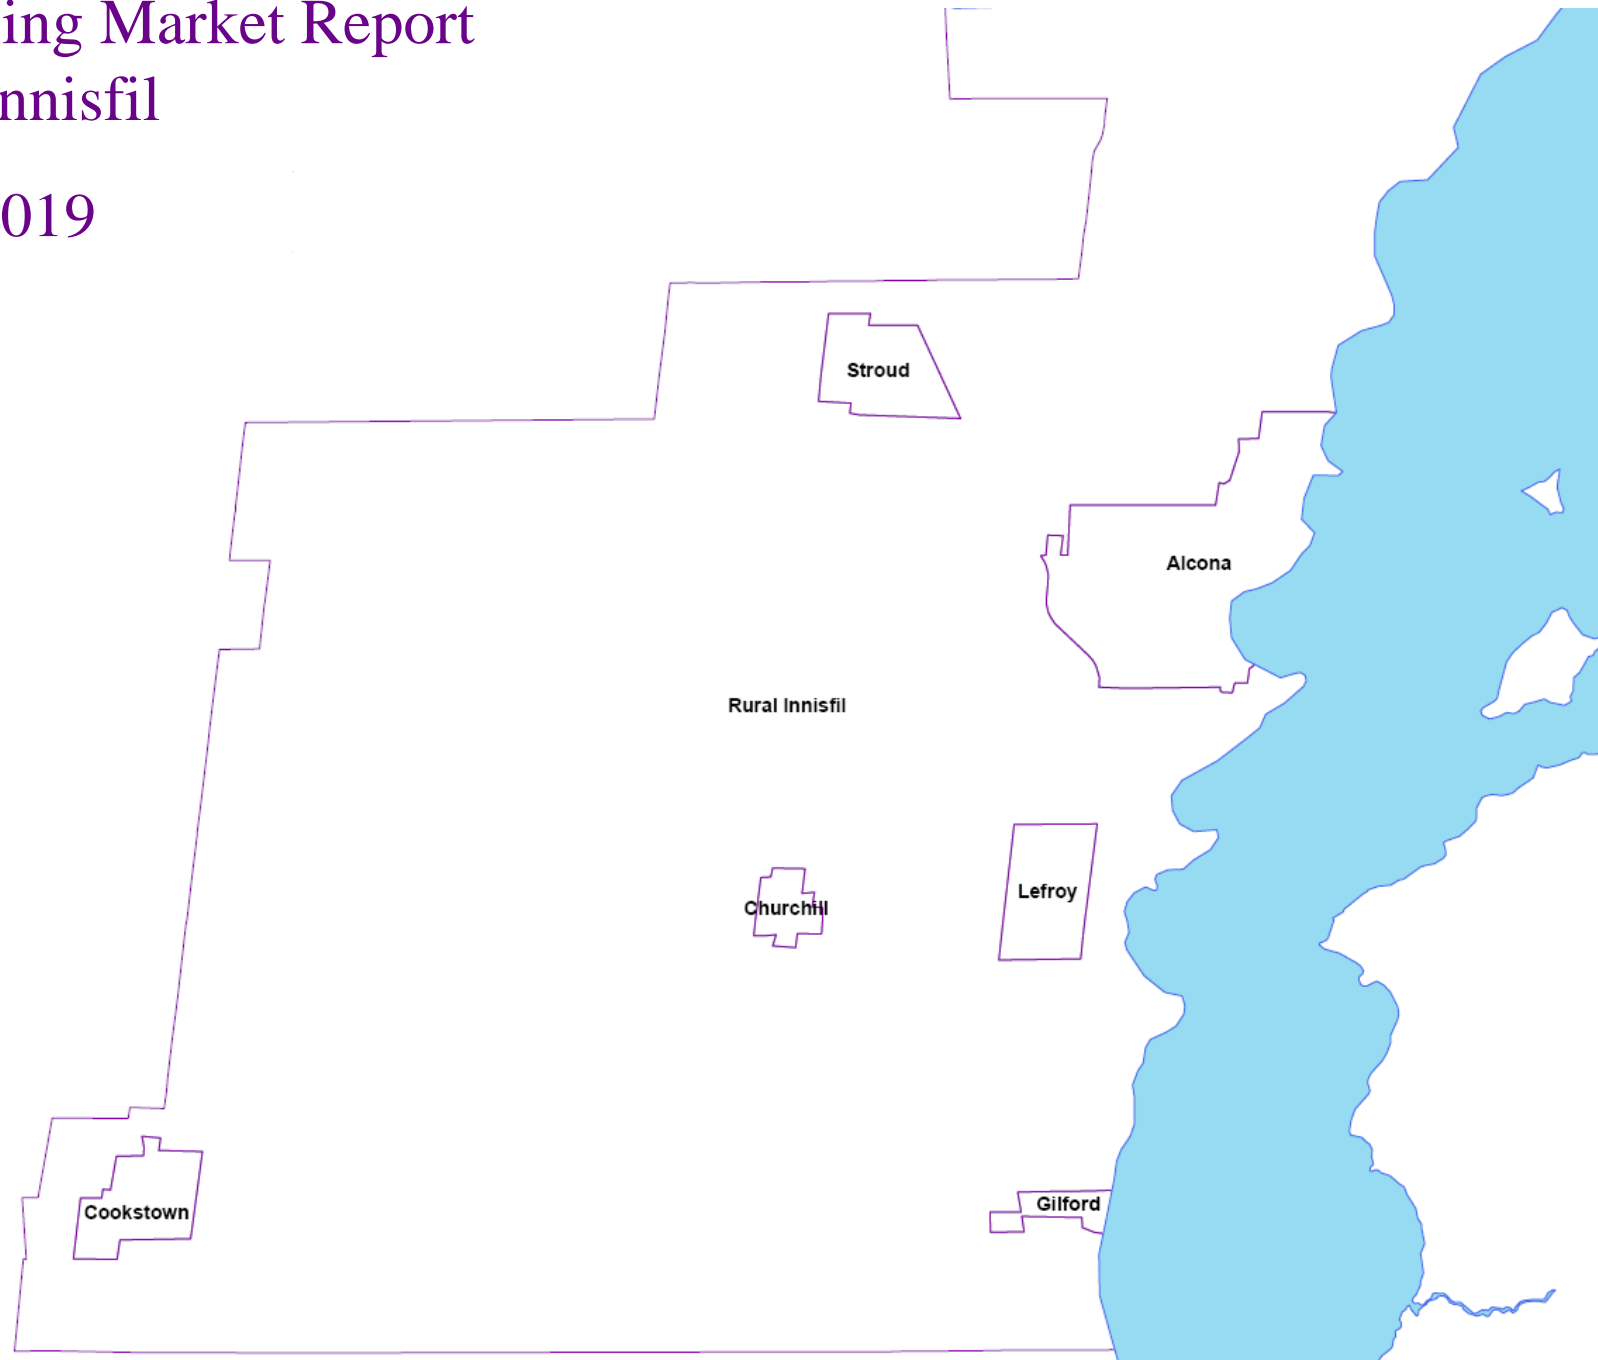 ing Market Report
nnisfil
019
Stroud
Alcona
Rural Innisfil
Lefroy
Churchill
Gilford
Cookstown